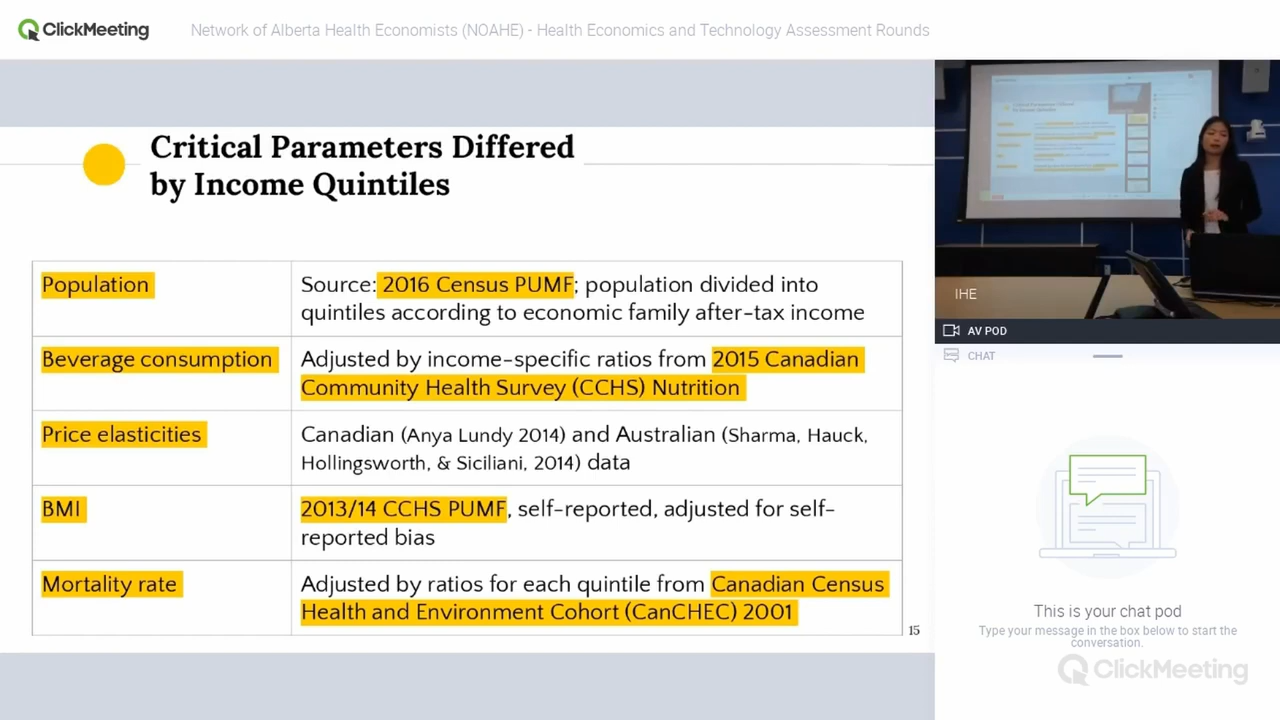 ClickMeeting
Network of Alberta Health Economists (NOAHE) - Health Economics and Technology Assessment Rounds
Critical Parameters Differed
by Income Quintiles
Population
Source: 2016 Census PUMF; population divided into
quintiles according to economic family after-tax income
Beverage consumption
Adjusted by income-specific ratios from 2015 Canadian
Community Health Survey (CCHS) Nutrition
Price elasticities
Canadian (Anya Lundy 2014) and Australian (Sharma, Hauck,
Hollingsworth, & Siciliani, 2014) data
BMI
2013/14 CCHS PUMF, self-reported, adjusted for self-
reported bias
Mortality rate
Adjusted by ratios for each quintile from Canadian Census
Health and Environment Cohort (CanCHEC) 2001
15
IHE
AV POD
CHAT
This is your chat pod
Type your message in the box below to start the
conversation.
ClickMeeting